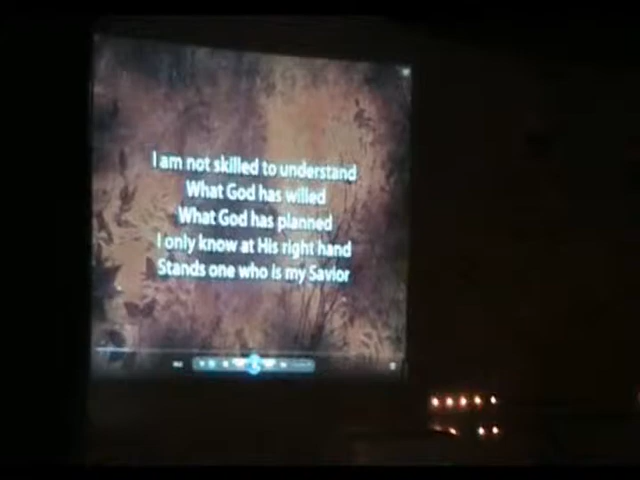 I am not skilled to understand
What God has willed
What God has planned
I only know at His right hand
Stands one who is my Savior